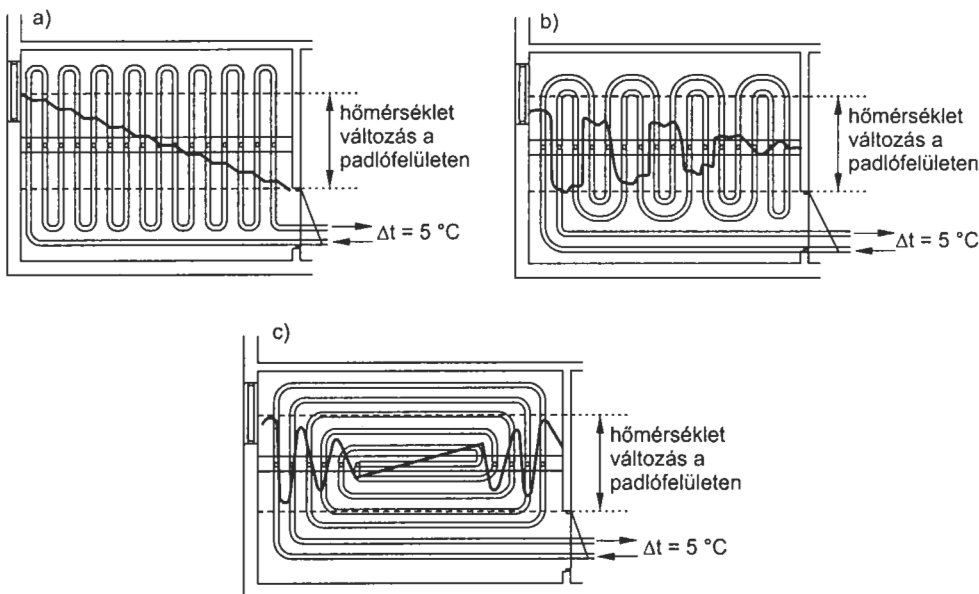 a)
hőmérséklet
változás a
padlófelületen
Δt = 5 °C
b)
hőmérséklet
változás a
padlófelületen
Δt = 5 °C
c)
hőmérséklet
változás a
padlófelületen
Δt = 5 °C